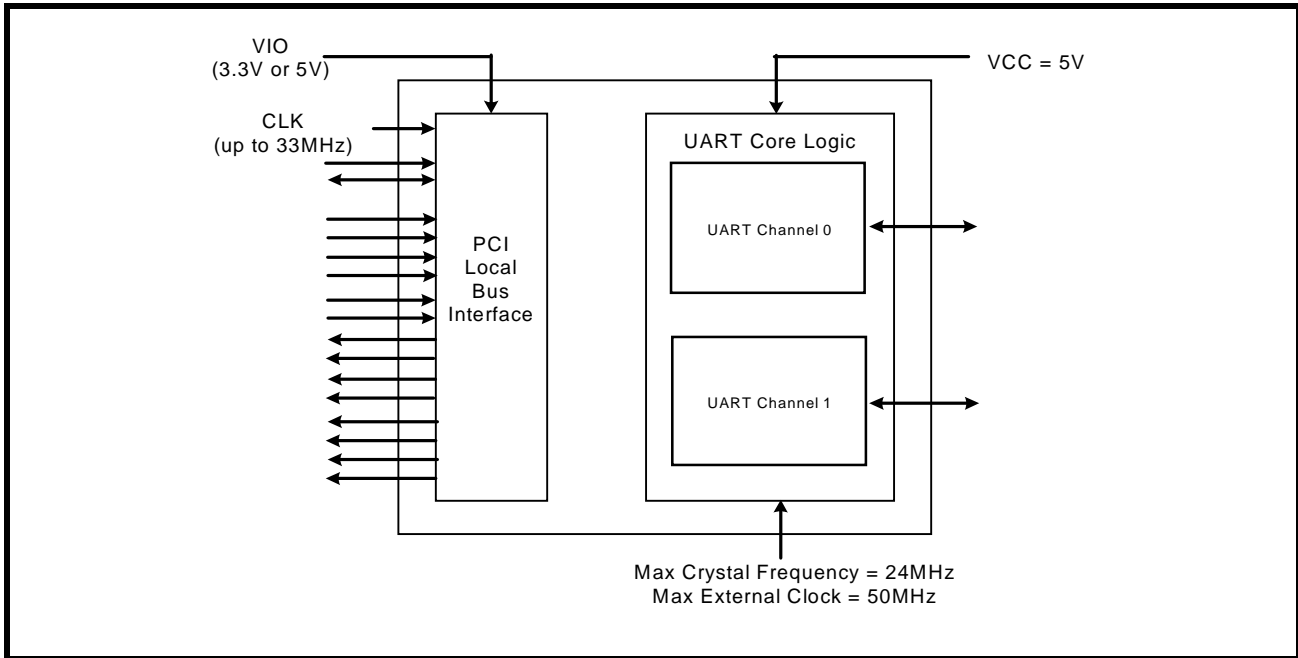 VIO
(3.3V or 5V)
VCC = 5V
CLK
(up to 33MHz)
UART Core Logic
UART Channel 0
PCI
Local
Bus
Interface
UART Channel 1
Max Crystal Frequency = 24MHz
Max External Clock = 50MHz